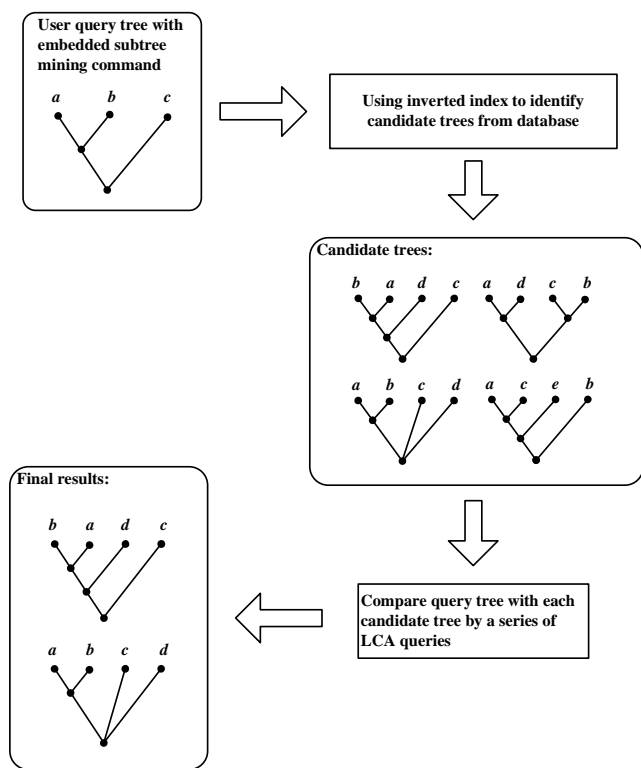 User query tree with
embedded subtree
mining command
a b c
Using inverted index to identify
candidate trees from database
Candidate trees:
b a d c a d c b
a b c d a c e b
Compare query tree with each
candidate tree by a series of
LCA queries
Final results:
b a d c
a b c d